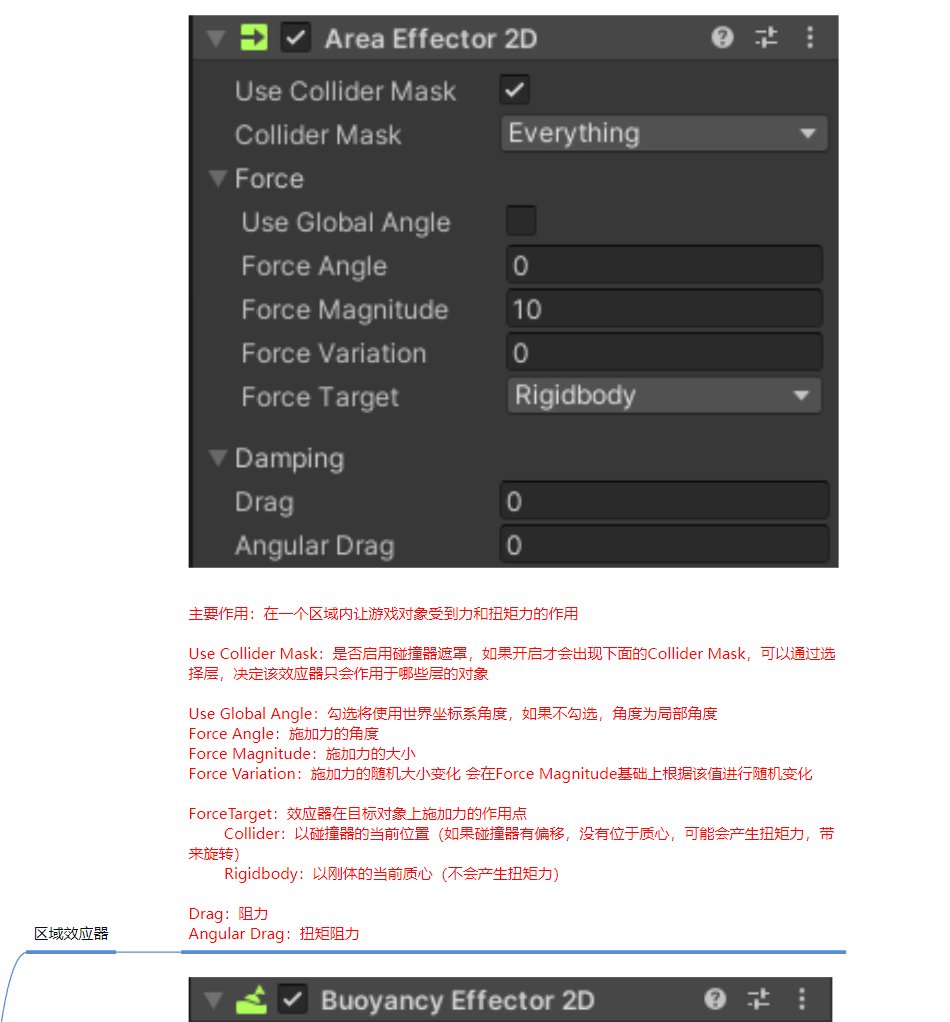 Area Effector 2D
Use Collider Mask
Collider Mask Everything
Force
Use Global Angle
Force Angle 0
Force Magnitude 10
Force Variation 0
Force Target Rigidbody
Damping
Drag 0
Angular Drag 0
主要作用：在一个区域内让游戏对象受到力和扭矩力的作用
Use Collider Mask：是否启用碰撞器遮罩，如果开启才会出现下面的Collider Mask，可以通过选
择层，决定该效应器只会作用于哪些层的对象
Use Global Angle：勾选将使用世界坐标系角度，如果不勾选，角度为局部角度
Force Angle：施加力的角度
Force Magnitude：施加力的大小
Force Variation：施加力的随机大小变化 会在Force Magnitude基础上根据该值进行随机变化
ForceTarget：效应器在目标对象上施加力的作用点
Collider：以碰撞器的当前位置（如果碰撞器有偏移，没有位于质心，可能会产生扭矩力，带
来旋转）
Rigidbody：以刚体的当前质心（不会产生扭矩力）
Drag：阻力
Angular Drag：扭矩阻力
区域效应器
Buoyancy Effector 2D